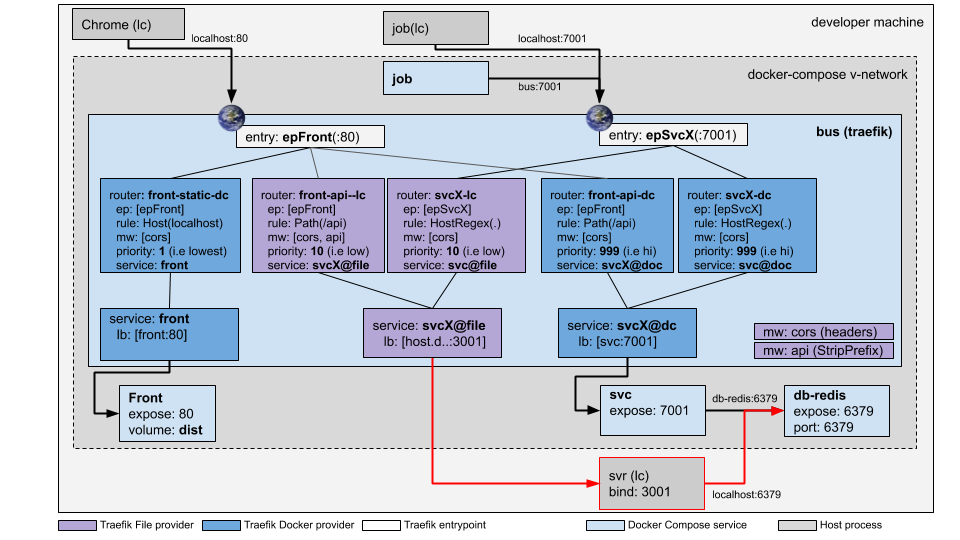 Chrome (lc)
job(lc)
developer machine
localhost:80
localhost:7001
job
bus:7001
docker-compose v-network
entry: epFront(:80)
entry: epSvcX(:7001)
bus (traefik)
router: front-static-dc
ep: [epFront]
rule: Host(localhost)
mw: [cors]
priority: 1 (i.e lowest)
service: front
router: front-api--lc
ep: [epFront]
rule: Path(/api)
mw: [cors, api]
priority: 10 (i.e low)
service: svcX@file
router: svcX-lc
ep: [epSvcX]
rule: HostRegex(.)
mw: [cors]
priority: 10 (i.e low)
service: svc@file
router: front-api-dc
ep: [epFront]
rule: Path(/api)
mw: [cors]
priority: 999 (i.e hi)
service: svcX@doc
router: svcX-dc
ep: [epSvcX]
rule: HostRegex(.)
mw: [cors]
priority: 999 (i.e hi)
service: svc@doc
service: front
lb: [front:80]
service: svcX@file
lb: [host.d..:3001]
service: svcX@dc
lb: [svc:7001]
mw: cors (headers)
mw: api (StripPrefix)
Front
expose: 80
volume: dist
svc
expose: 7001
db-redis:6379
db-redis
expose: 6379
port: 6379
svr (lc)
bind: 3001
localhost:6379
Traefik File provider
Traefik Docker provider
Traefik entrypoint
Docker Compose service
Host process